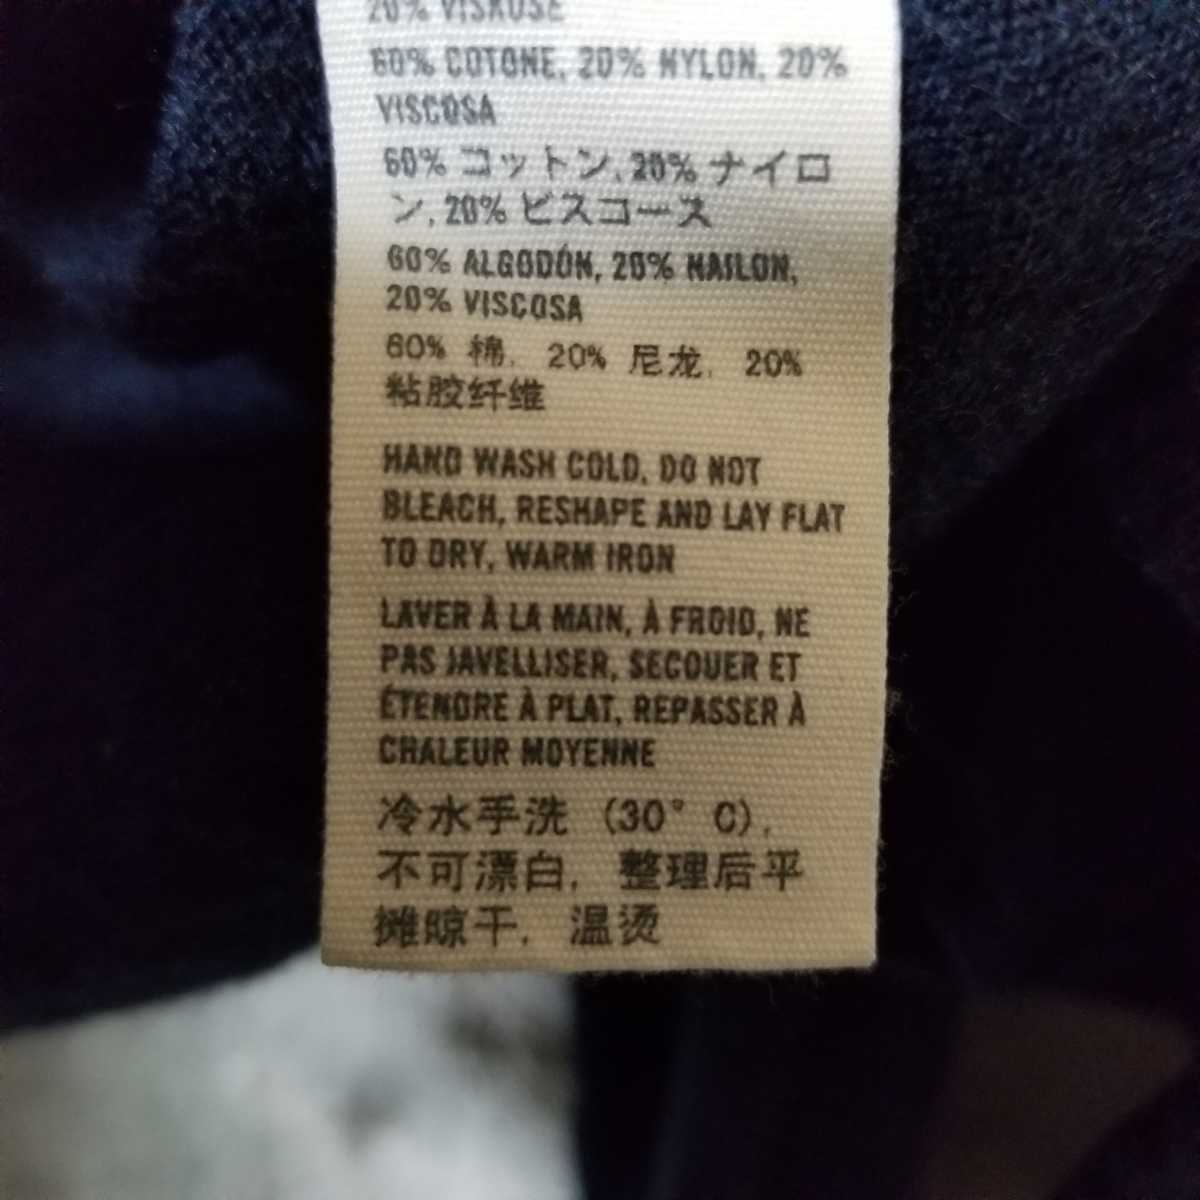 20% VISKOSE
60% COTONE, 20% NYLON, 20%
VISCOSA
60% コットン, 20% ナイロ
ン, 20% ビスコース
60% ALGODÓN, 20% NAILON,
20% VISCOSA
60% 棉, 20% 尼龙, 20%
粘胶纤维
HAND WASH COLD, DO NOT
BLEACH, RESHAPE AND LAY FLAT
TO DRY, WARM IRON
LAVER À LA MAIN, À FROID, NE
PAS JAVELLISER, SECOUER ET
ÉTENDRE À PLAT, REPASSER À
CHALEUR MOYENNE
冷水手洗 (30° C),
不可漂白, 整理后平
摊晾干, 温烫